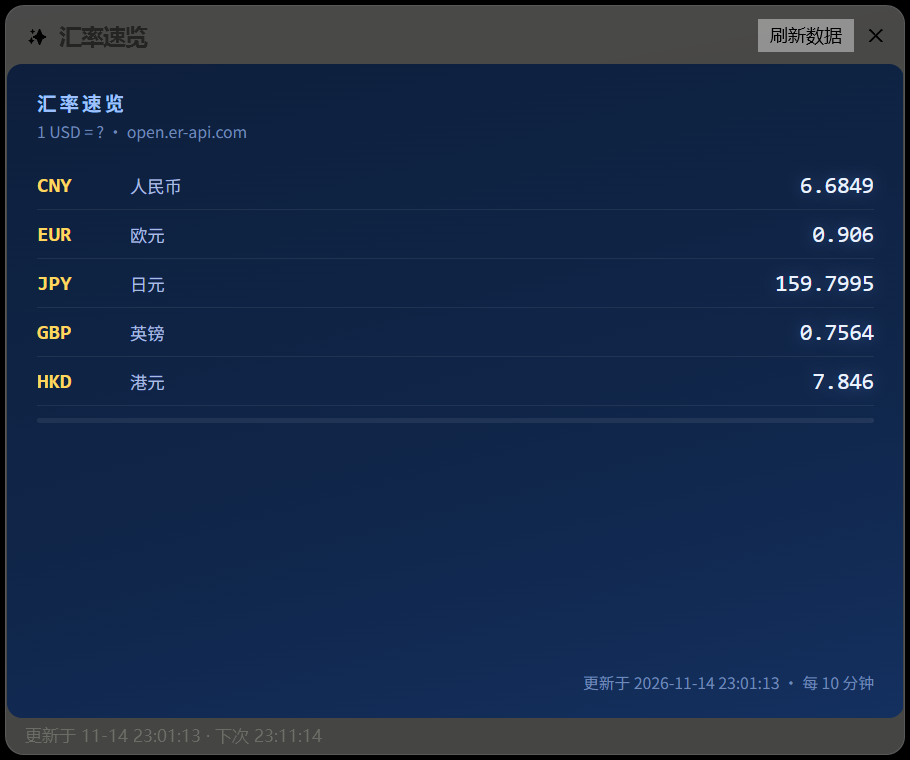 汇率速览 刷新数据
汇率速览
1 USD = ? · open.er-api.com
CNY 人民币 6.6849
EUR 欧元 0.906
JPY 日元 159.7995
GBP 英镑 0.7564
HKD 港元 7.846
更新于 2026-11-14 23:01:13 · 每 10 分钟
更新于 11-14 23:01:13 · 下次 23:11:14